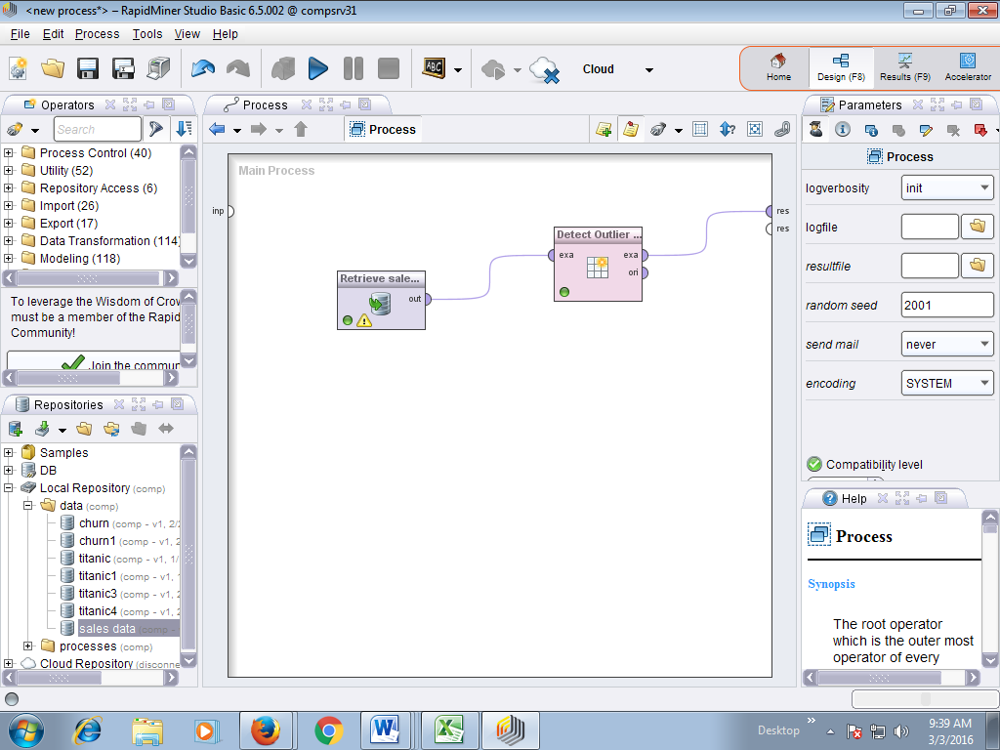 <new process*> – RapidMiner Studio Basic 6.5.002 @ compsrv31
File Edit Process Tools View Help
ABC
Cloud
Home
Design (F8)
Results (F9)
Accelerator
Operators
Search
Process Control (40)
Utility (52)
Repository Access (6)
Import (26)
Export (17)
Data Transformation (114
Modeling (118)
To leverage the Wisdom of Crow
must be a member of the Rapid
Community!
Join the commun
Repositories
Samples
DB
Local Repository (comp)
data (comp)
churn (comp - v1, 2/2
churn1 (comp - v1, 2
titanic (comp - v1, 1/
titanic1 (comp - v1, 1
titanic3 (comp - v1, 2
titanic4 (comp - v1, 2
sales data (comp -
processes (comp)
Cloud Repository (disconne
Process
Process
Main Process
inp
Retrieve sale...
out
Detect Outlier ...
exa
exa
ori
res
res
Parameters
Process
logverbosity init
logfile
resultfile
random seed 2001
send mail never
encoding SYSTEM
Compatibility level
Help
Process
Synopsis
The root operator
which is the outer most
operator of every
Desktop
9:39 AM
3/3/2016